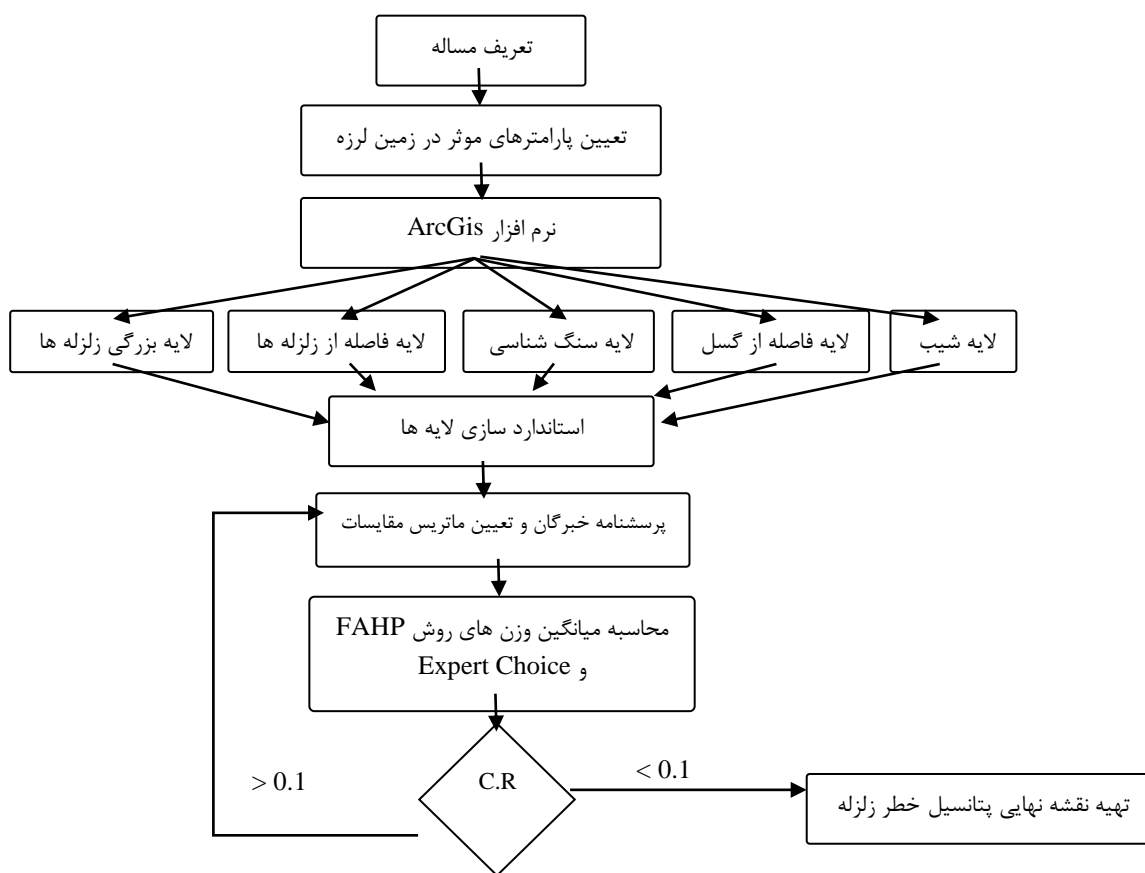 تعریف مساله
تعیین پارامترهای موثر در زمین لرزه
نرم افزار ArcGis
لایه شیب
لایه فاصله از گسل
لایه سنگ شناسی
لایه فاصله از زلزله ها
لایه بزرگی زلزله ها
استاندارد سازی لایه ها
پرسشنامه خبرگان و تعیین ماتریس مقایسات
محاسبه میانگین وزن های روش FAHP
و Expert Choice
C.R
> 0.1
< 0.1
تهیه نقشه نهایی پتانسیل خطر زلزله